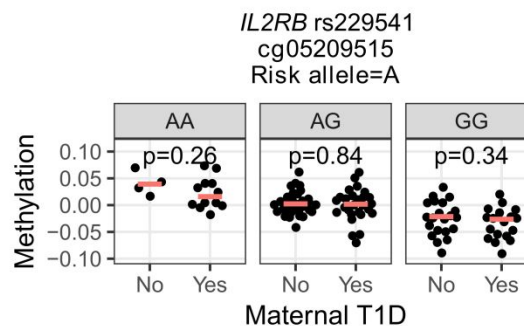 IL2RB rs229541
cg05209515
Risk allele=A
AA AG GG
p=0.26 p=0.84 p=0.34
Methylation
0.10
0.05
0.00
−0.05
−0.10
No Yes No Yes No Yes
Maternal T1D